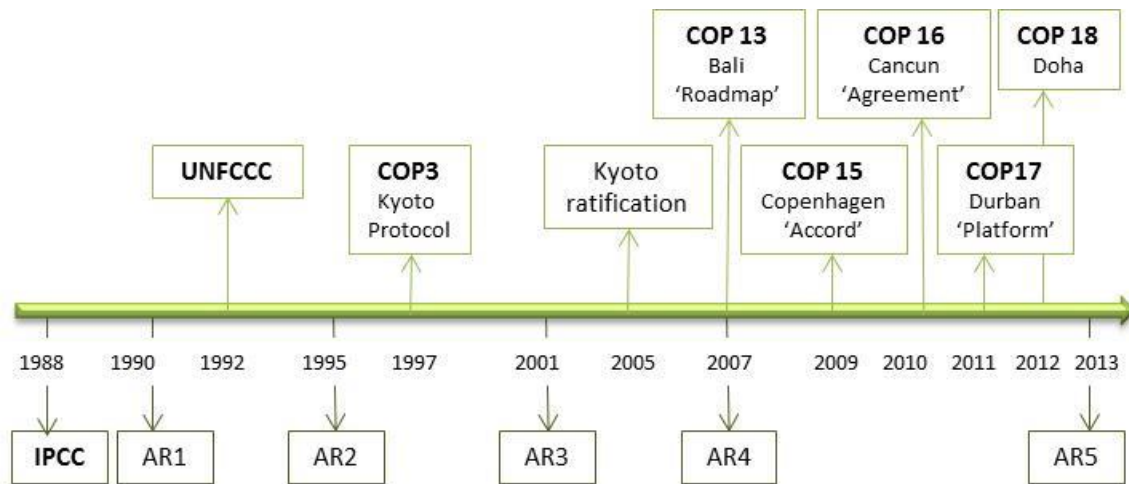 COP 13
Bali
‘Roadmap’
COP 16
Cancun
‘Agreement’
COP 18
Doha
UNFCCC
COP3
Kyoto
Protocol
Kyoto
ratification
COP 15
Copenhagen
‘Accord’
COP17
Durban
‘Platform’
1988
1990
1992
1995
1997
2001
2005
2007
2009
2010
2011
2012
2013
IPCC
AR1
AR2
AR3
AR4
AR5